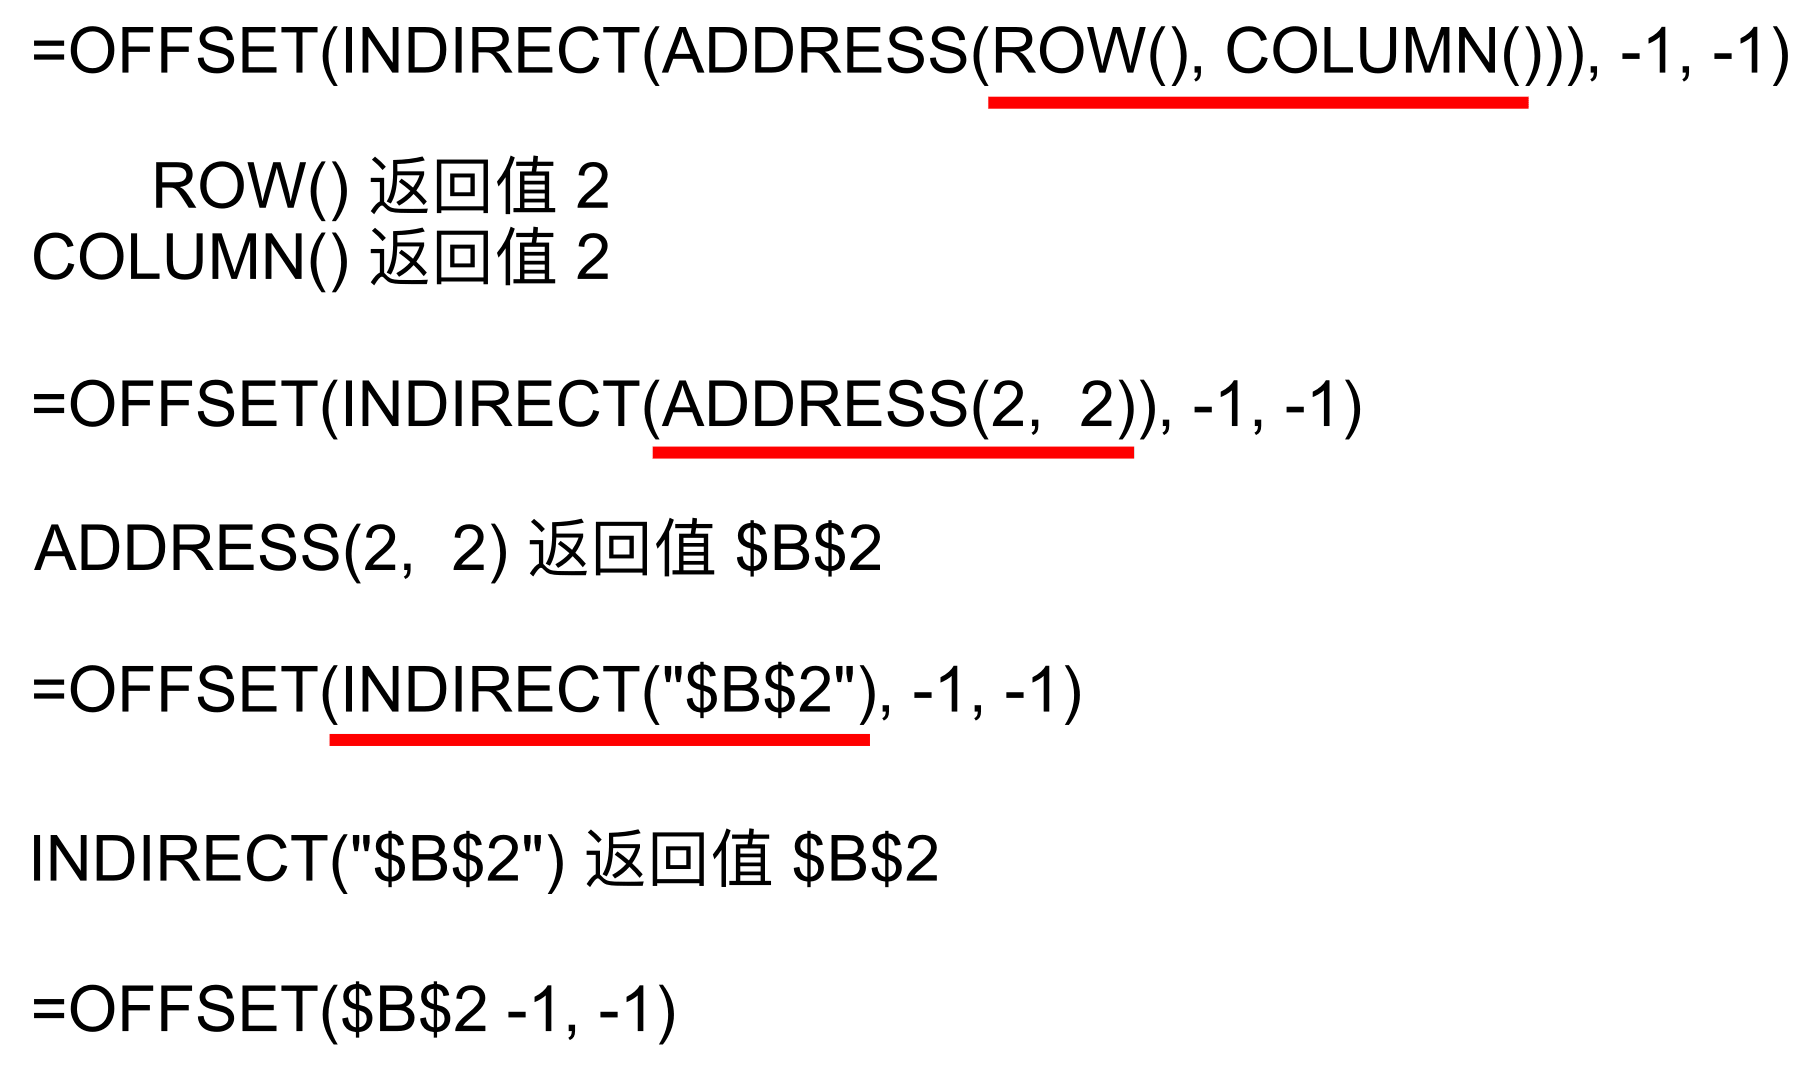 =OFFSET(INDIRECT(ADDRESS(ROW(), COLUMN())), -1, -1)
ROW() 返回值 2
COLUMN() 返回值 2
=OFFSET(INDIRECT(ADDRESS(2,  2)), -1, -1)
ADDRESS(2,  2) 返回值 $B$2
=OFFSET(INDIRECT("$B$2"), -1, -1)
INDIRECT("$B$2") 返回值 $B$2
=OFFSET($B$2 -1, -1)